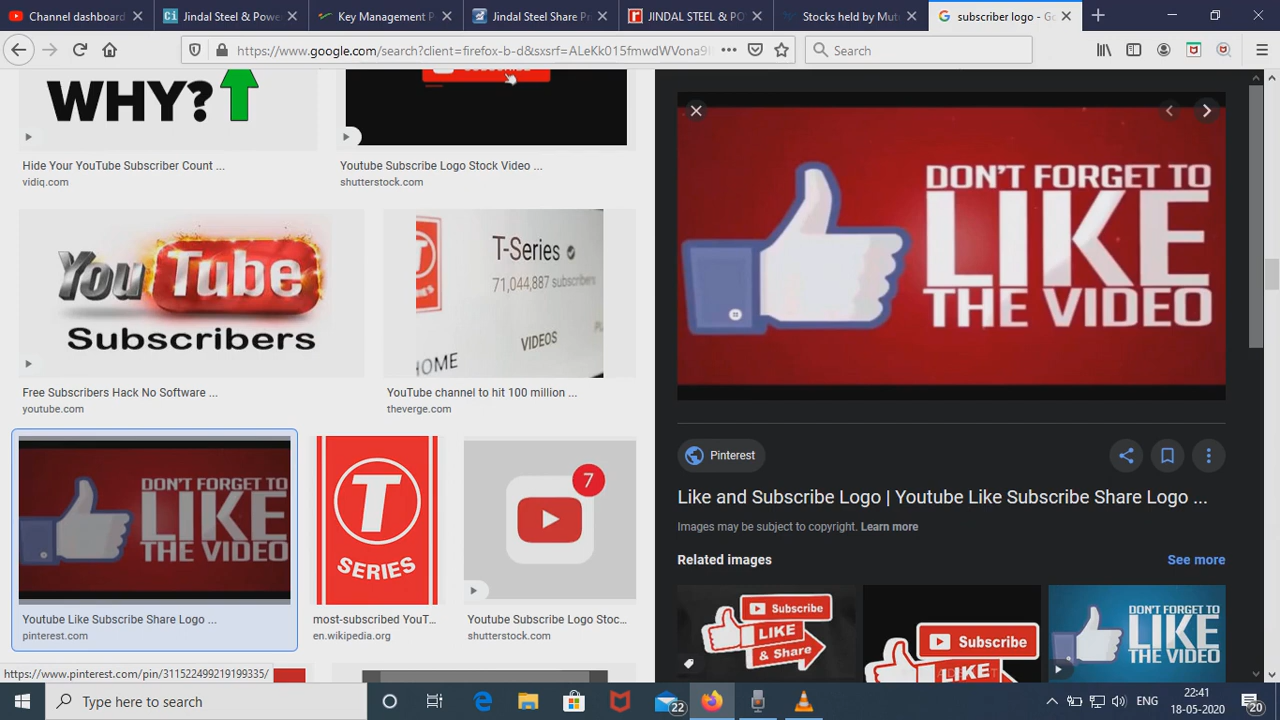 Channel dashboard
Jindal Steel & Powe
Key Management P
Jindal Steel Share Pri
JINDAL STEEL & PO
Stocks held by Mut
subscriber logo - Go
https://www.google.com/search?client=firefox-b-d&sxsrf=ALeKk015fmwdWVona9
Search
WHY?
Hide Your YouTube Subscriber Count ...
vidiq.com
Youtube Subscribe Logo Stock Video ...
shutterstock.com
YouTube
Subscribers
Free Subscribers Hack No Software ...
youtube.com
T-Series
71,044,887 subscribers
HOME
VIDEOS
YouTube channel to hit 100 million ...
theverge.com
DON'T FORGET TO
LIKE
THE VIDEO
Youtube Like Subscribe Share Logo ...
pinterest.com
T
SERIES
most-subscribed YouT...
en.wikipedia.org
7
Youtube Subscribe Logo Stoc...
shutterstock.com
https://www.pinterest.com/pin/311522499219199335/
DON'T FORGET TO
LIKE
THE VIDEO
Pinterest
Like and Subscribe Logo | Youtube Like Subscribe Share Logo ...
Images may be subject to copyright. Learn more
Related images
See more
Subscribe
LIKE
& Share
Subscribe
LIKE
DON'T FORGET TO
LIKE
THE VIDEO
Type here to search
22
ENG
22:41
18-05-2020
20